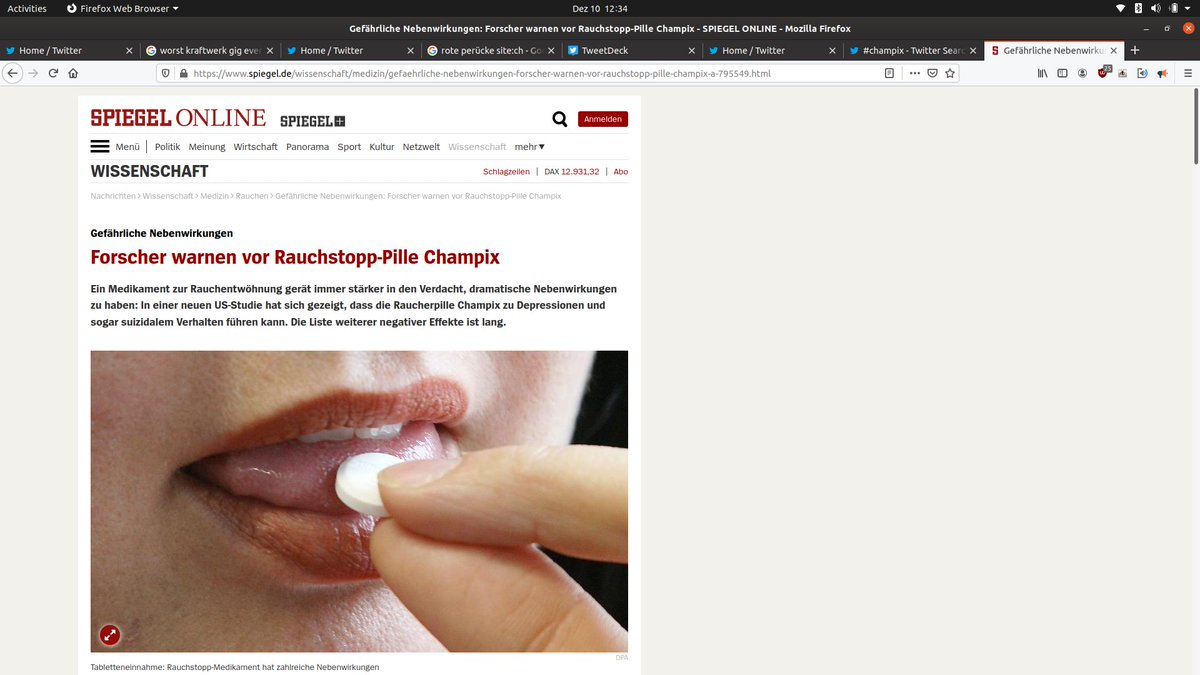 Activities Firefox Web Browser Dez 10 12:34
Gefährliche Nebenwirkungen: Forscher warnen vor Rauchstopp-Pille Champix - SPIEGEL ONLINE - Mozilla Firefox
Home / Twitter worst kraftwerk gig ever Home / Twitter rote perücke site:ch - Go TweetDeck Home / Twitter #champix - Twitter Searc Gefährliche Nebenwirku
https://www.spiegel.de/wissenschaft/medizin/gefaehrliche-nebenwirkungen-forscher-warnen-vor-rauchstopp-pille-champix-a-795549.html
SPIEGEL ONLINE SPIEGEL+ Anmelden
Menü Politik Meinung Wirtschaft Panorama Sport Kultur Netzwelt Wissenschaft mehr▼
WISSENSCHAFT Schlagzeilen | DAX 12.931,32 | Abo
Nachrichten > Wissenschaft > Medizin > Rauchen > Gefährliche Nebenwirkungen: Forscher warnen vor Rauchstopp-Pille Champix
Gefährliche Nebenwirkungen
Forscher warnen vor Rauchstopp-Pille Champix
Ein Medikament zur Rauchentwöhnung gerät immer stärker in den Verdacht, dramatische Nebenwirkungen
zu haben: In einer neuen US-Studie hat sich gezeigt, dass die Raucherpille Champix zu Depressionen und
sogar suizidalem Verhalten führen kann. Die Liste weiterer negativer Effekte ist lang.
DPA
Tabletteneinnahme: Rauchstopp-Medikament hat zahlreiche Nebenwirkungen